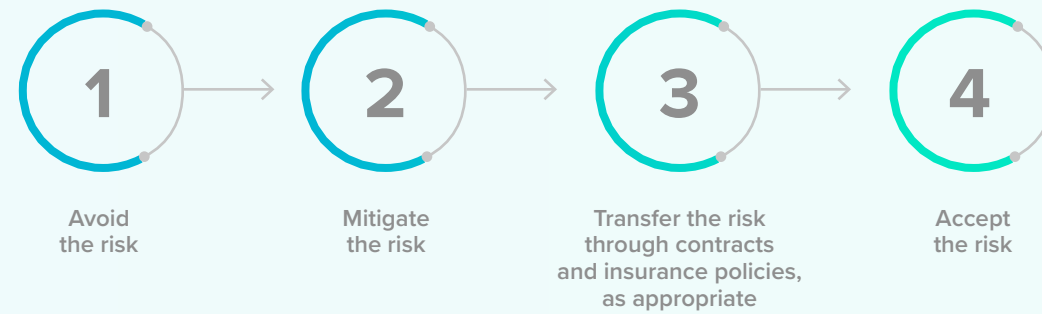 1
2
3
4
Avoid
the risk
Mitigate
the risk
Transfer the risk
through contracts
and insurance policies,
as appropriate
Accept
the risk